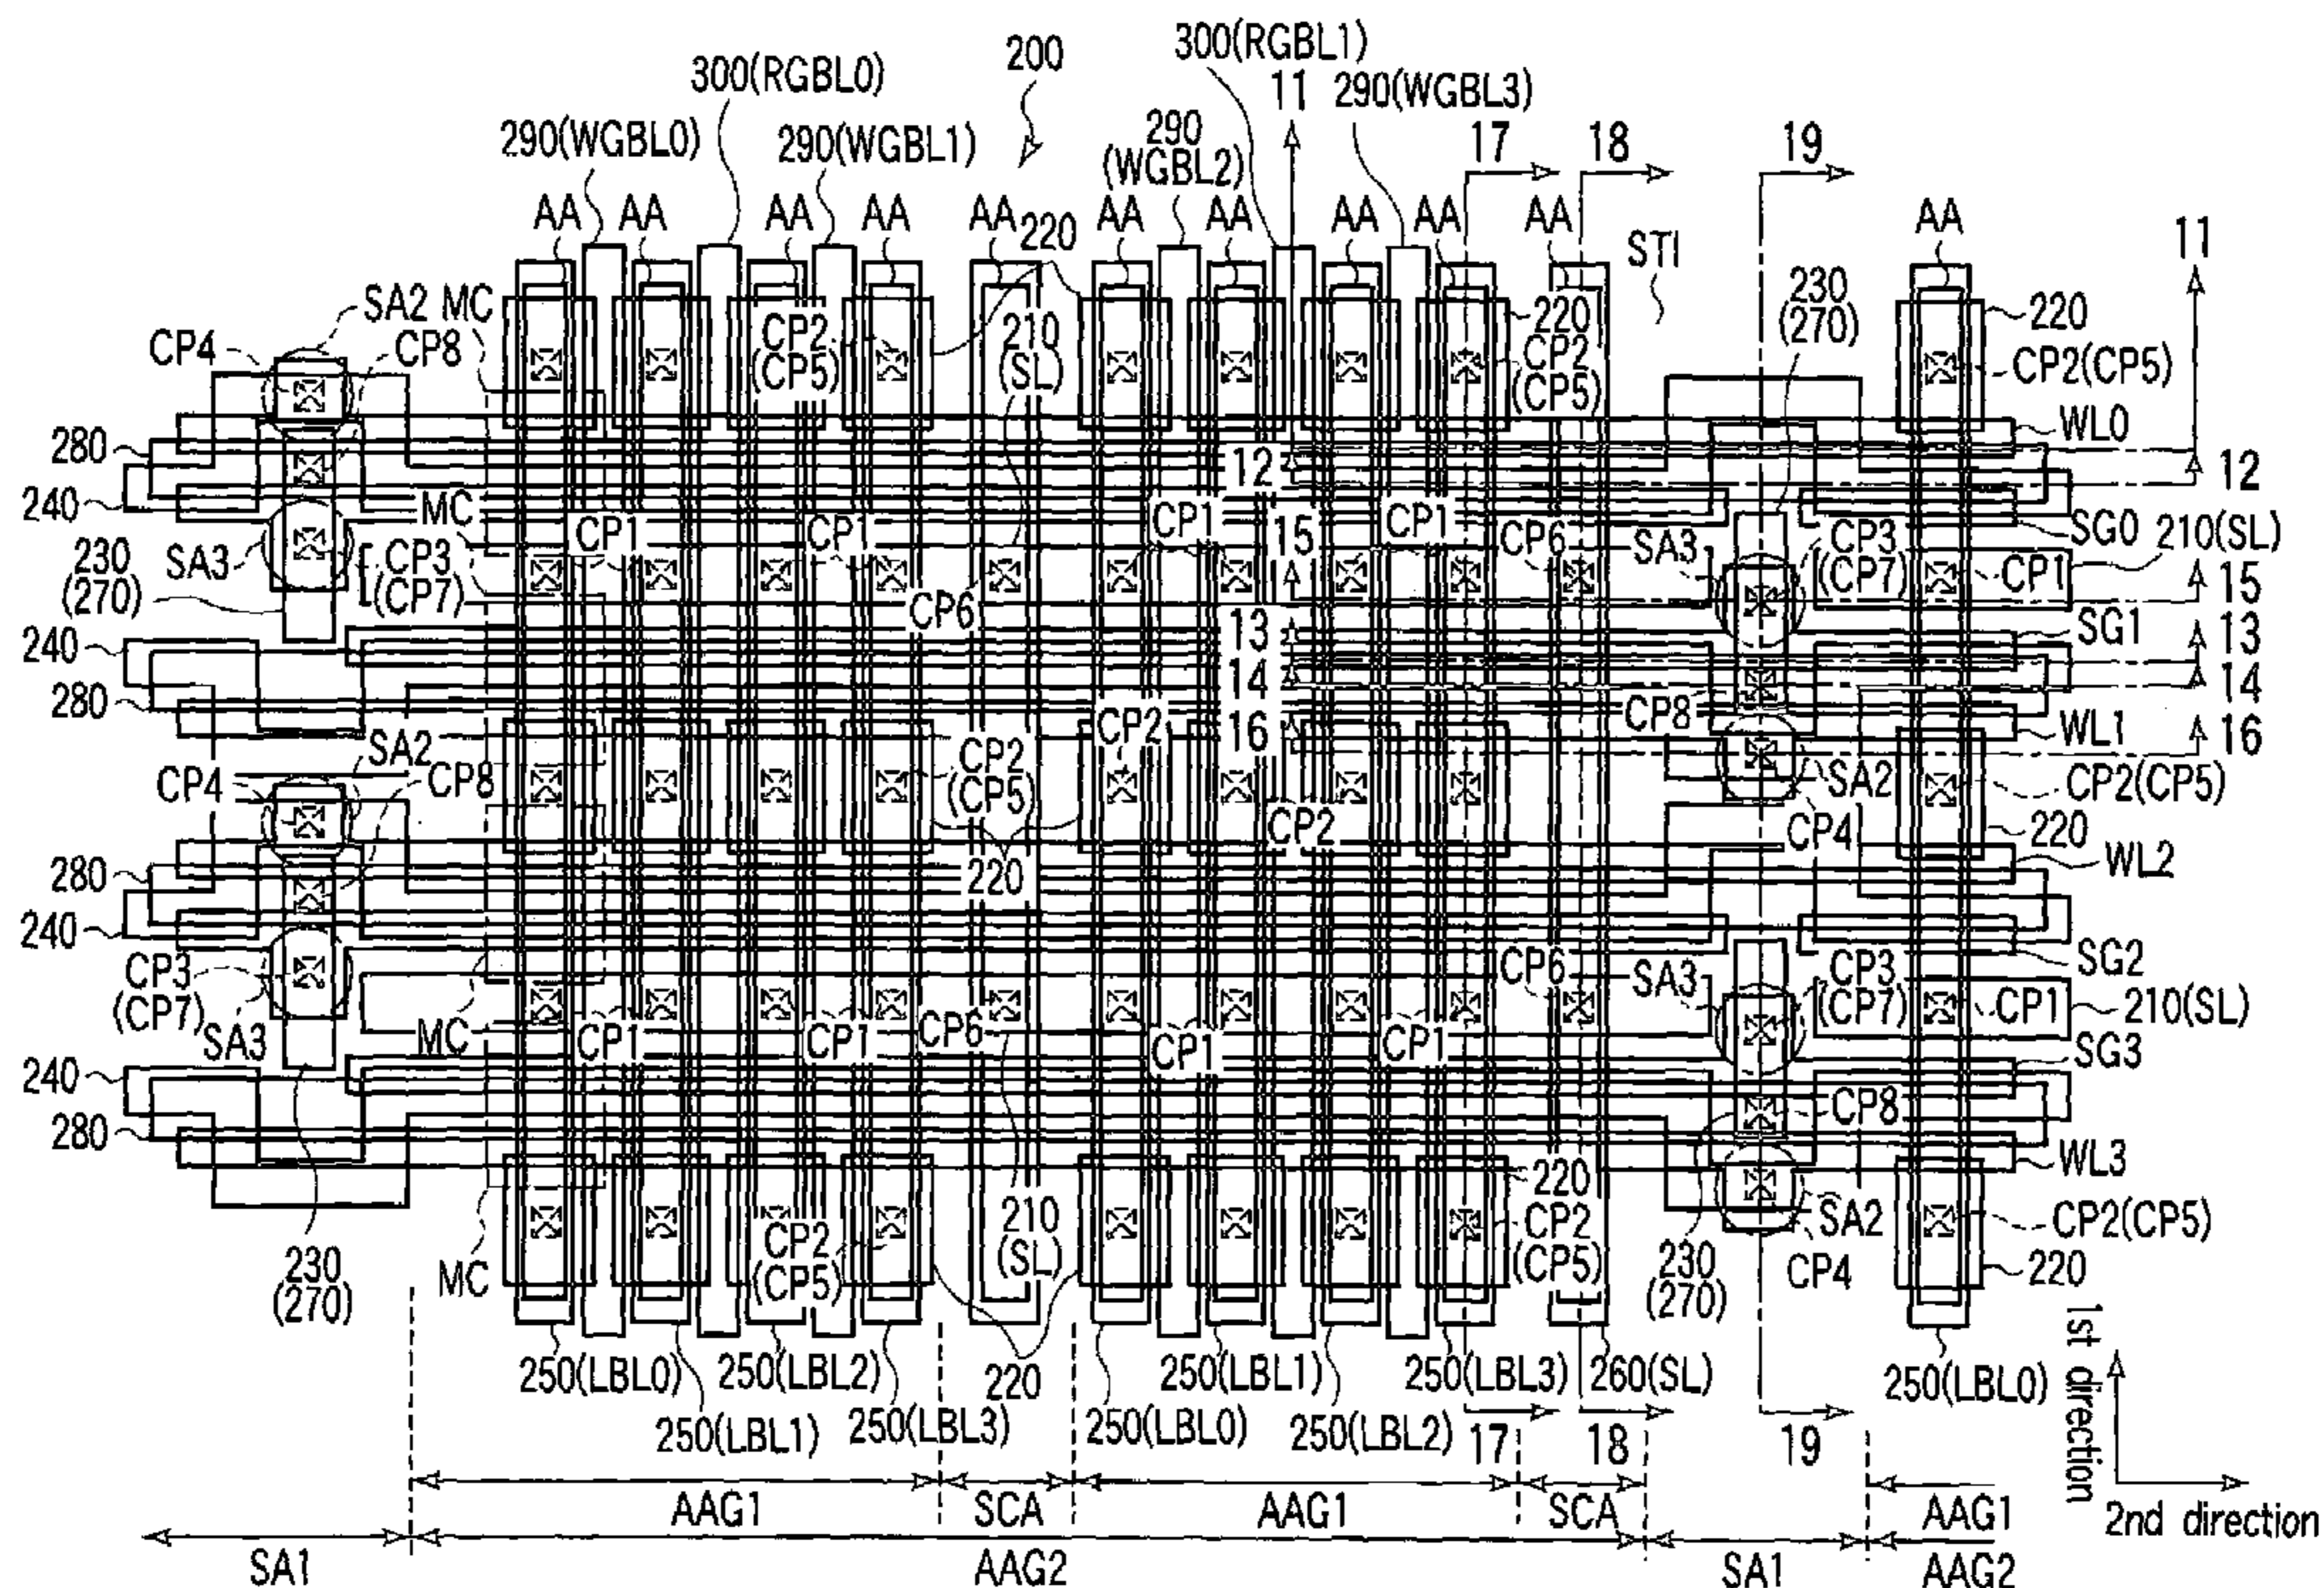 300(RGBL1)
200
11
290(WGBL3)
300(RGBL0)
290(WGBL0)
290(WGBL1)
290
(WGBL2)
17
18
19
AA
AA
AA
AA
AA
220
AA
AA
AA
AA
AA
STI
AA
11
230
(270)
SA2
MC
CP4
CP8
CP2
(CP5)
210
(SL)
220
CP2
(CP5)
220
CP2(CP5)
WL0
280
240
12
12
MC
CP1
CP1
CP1
CP1
CP6
SG0
210(SL)
SA3
CP3
(CP7)
230
(270)
15
SA3
CP3
(CP7)
CP1
15
CP6
240
13
SG1
13
280
14
14
CP8
WL1
16
16
CP2
SA2
CP4
CP8
CP2
(CP5)
SA2
CP2(CP5)
CP2
CP4
220
280
220
WL2
240
CP3
(CP7)
SA3
CP6
SA3
CP3
(CP7)
SG2
CP1
210(SL)
MC
CP1
CP1
CP6
CP1
CP1
SG3
240
280
CP8
WL3
220
CP2
(CP5)
210
(SL)
CP2
(CP5)
SA2
CP2(CP5)
230
(270)
MC
230
(270)
CP4
220
250(LBL0)
250(LBL2)
220
250(LBL1)
250(LBL3)
260(SL)
250(LBL0)
250(LBL1)
250(LBL3)
250(LBL0)
250(LBL2)
17
18
19
1st direction
2nd direction
AAG1
SCA
AAG1
SCA
AAG1
SA1
AAG2
SA1
AAG2